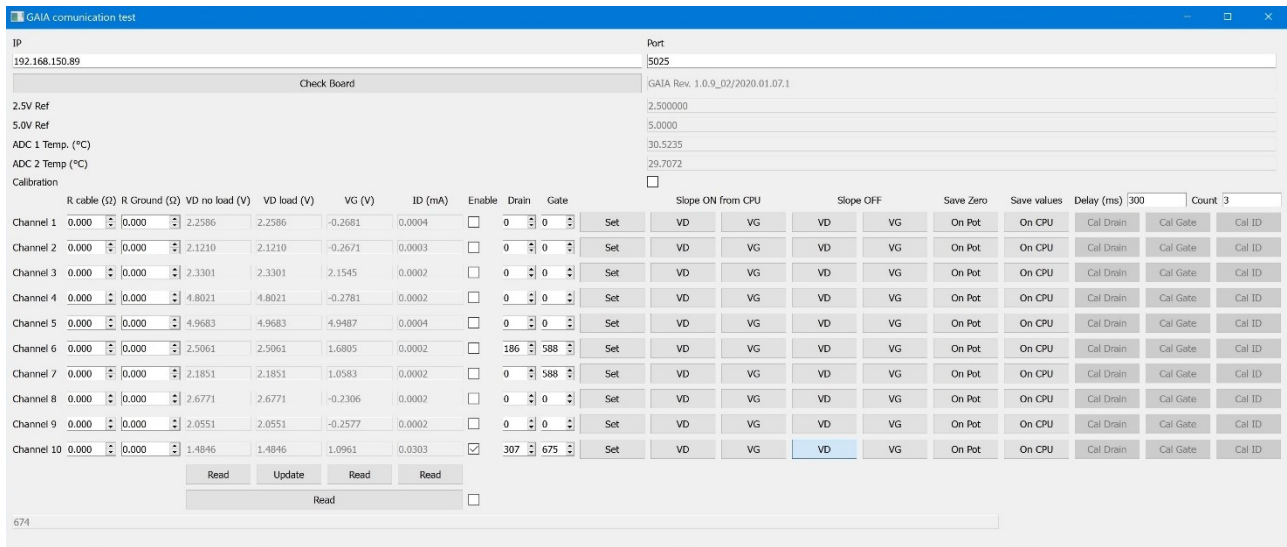 GAIA comunication test
IP Port
192.168.150.89 5025
Check Board GAIA Rev. 1.0.9_02/2020.01.07.1
2.5V Ref 2.500000
5.0V Ref 5.0000
ADC 1 Temp. (°C) 30.5235
ADC 2 Temp (°C) 29.7072
Calibration
R cable (Ω) R Ground (Ω) VD no load (V) VD load (V) VG (V) ID (mA) Enable Drain Gate Slope ON from CPU Slope OFF Save Zero Save values Delay (ms) 300 Count 3
Channel 1 0.000 0.000 2.2586 2.2586 -0.2681 0.0004 0 0 Set VD VG VD VG On Pot On CPU Cal Drain Cal Gate Cal ID
Channel 2 0.000 0.000 2.1210 2.1210 -0.2671 0.0003 0 0 Set VD VG VD VG On Pot On CPU Cal Drain Cal Gate Cal ID
Channel 3 0.000 0.000 2.3301 2.3301 2.1545 0.0002 0 0 Set VD VG VD VG On Pot On CPU Cal Drain Cal Gate Cal ID
Channel 4 0.000 0.000 4.8021 4.8021 -0.2781 0.0002 0 0 Set VD VG VD VG On Pot On CPU Cal Drain Cal Gate Cal ID
Channel 5 0.000 0.000 4.9683 4.9683 4.9487 0.0004 0 0 Set VD VG VD VG On Pot On CPU Cal Drain Cal Gate Cal ID
Channel 6 0.000 0.000 2.5061 2.5061 1.6805 0.0002 186 588 Set VD VG VD VG On Pot On CPU Cal Drain Cal Gate Cal ID
Channel 7 0.000 0.000 2.1851 2.1851 1.0583 0.0002 0 588 Set VD VG VD VG On Pot On CPU Cal Drain Cal Gate Cal ID
Channel 8 0.000 0.000 2.6771 2.6771 -0.2306 0.0002 0 0 Set VD VG VD VG On Pot On CPU Cal Drain Cal Gate Cal ID
Channel 9 0.000 0.000 2.0551 2.0551 -0.2577 0.0002 0 0 Set VD VG VD VG On Pot On CPU Cal Drain Cal Gate Cal ID
Channel 10 0.000 0.000 1.4846 1.4846 1.0961 0.0303 307 675 Set VD VG VD VG On Pot On CPU Cal Drain Cal Gate Cal ID
Read Update Read Read
Read
674